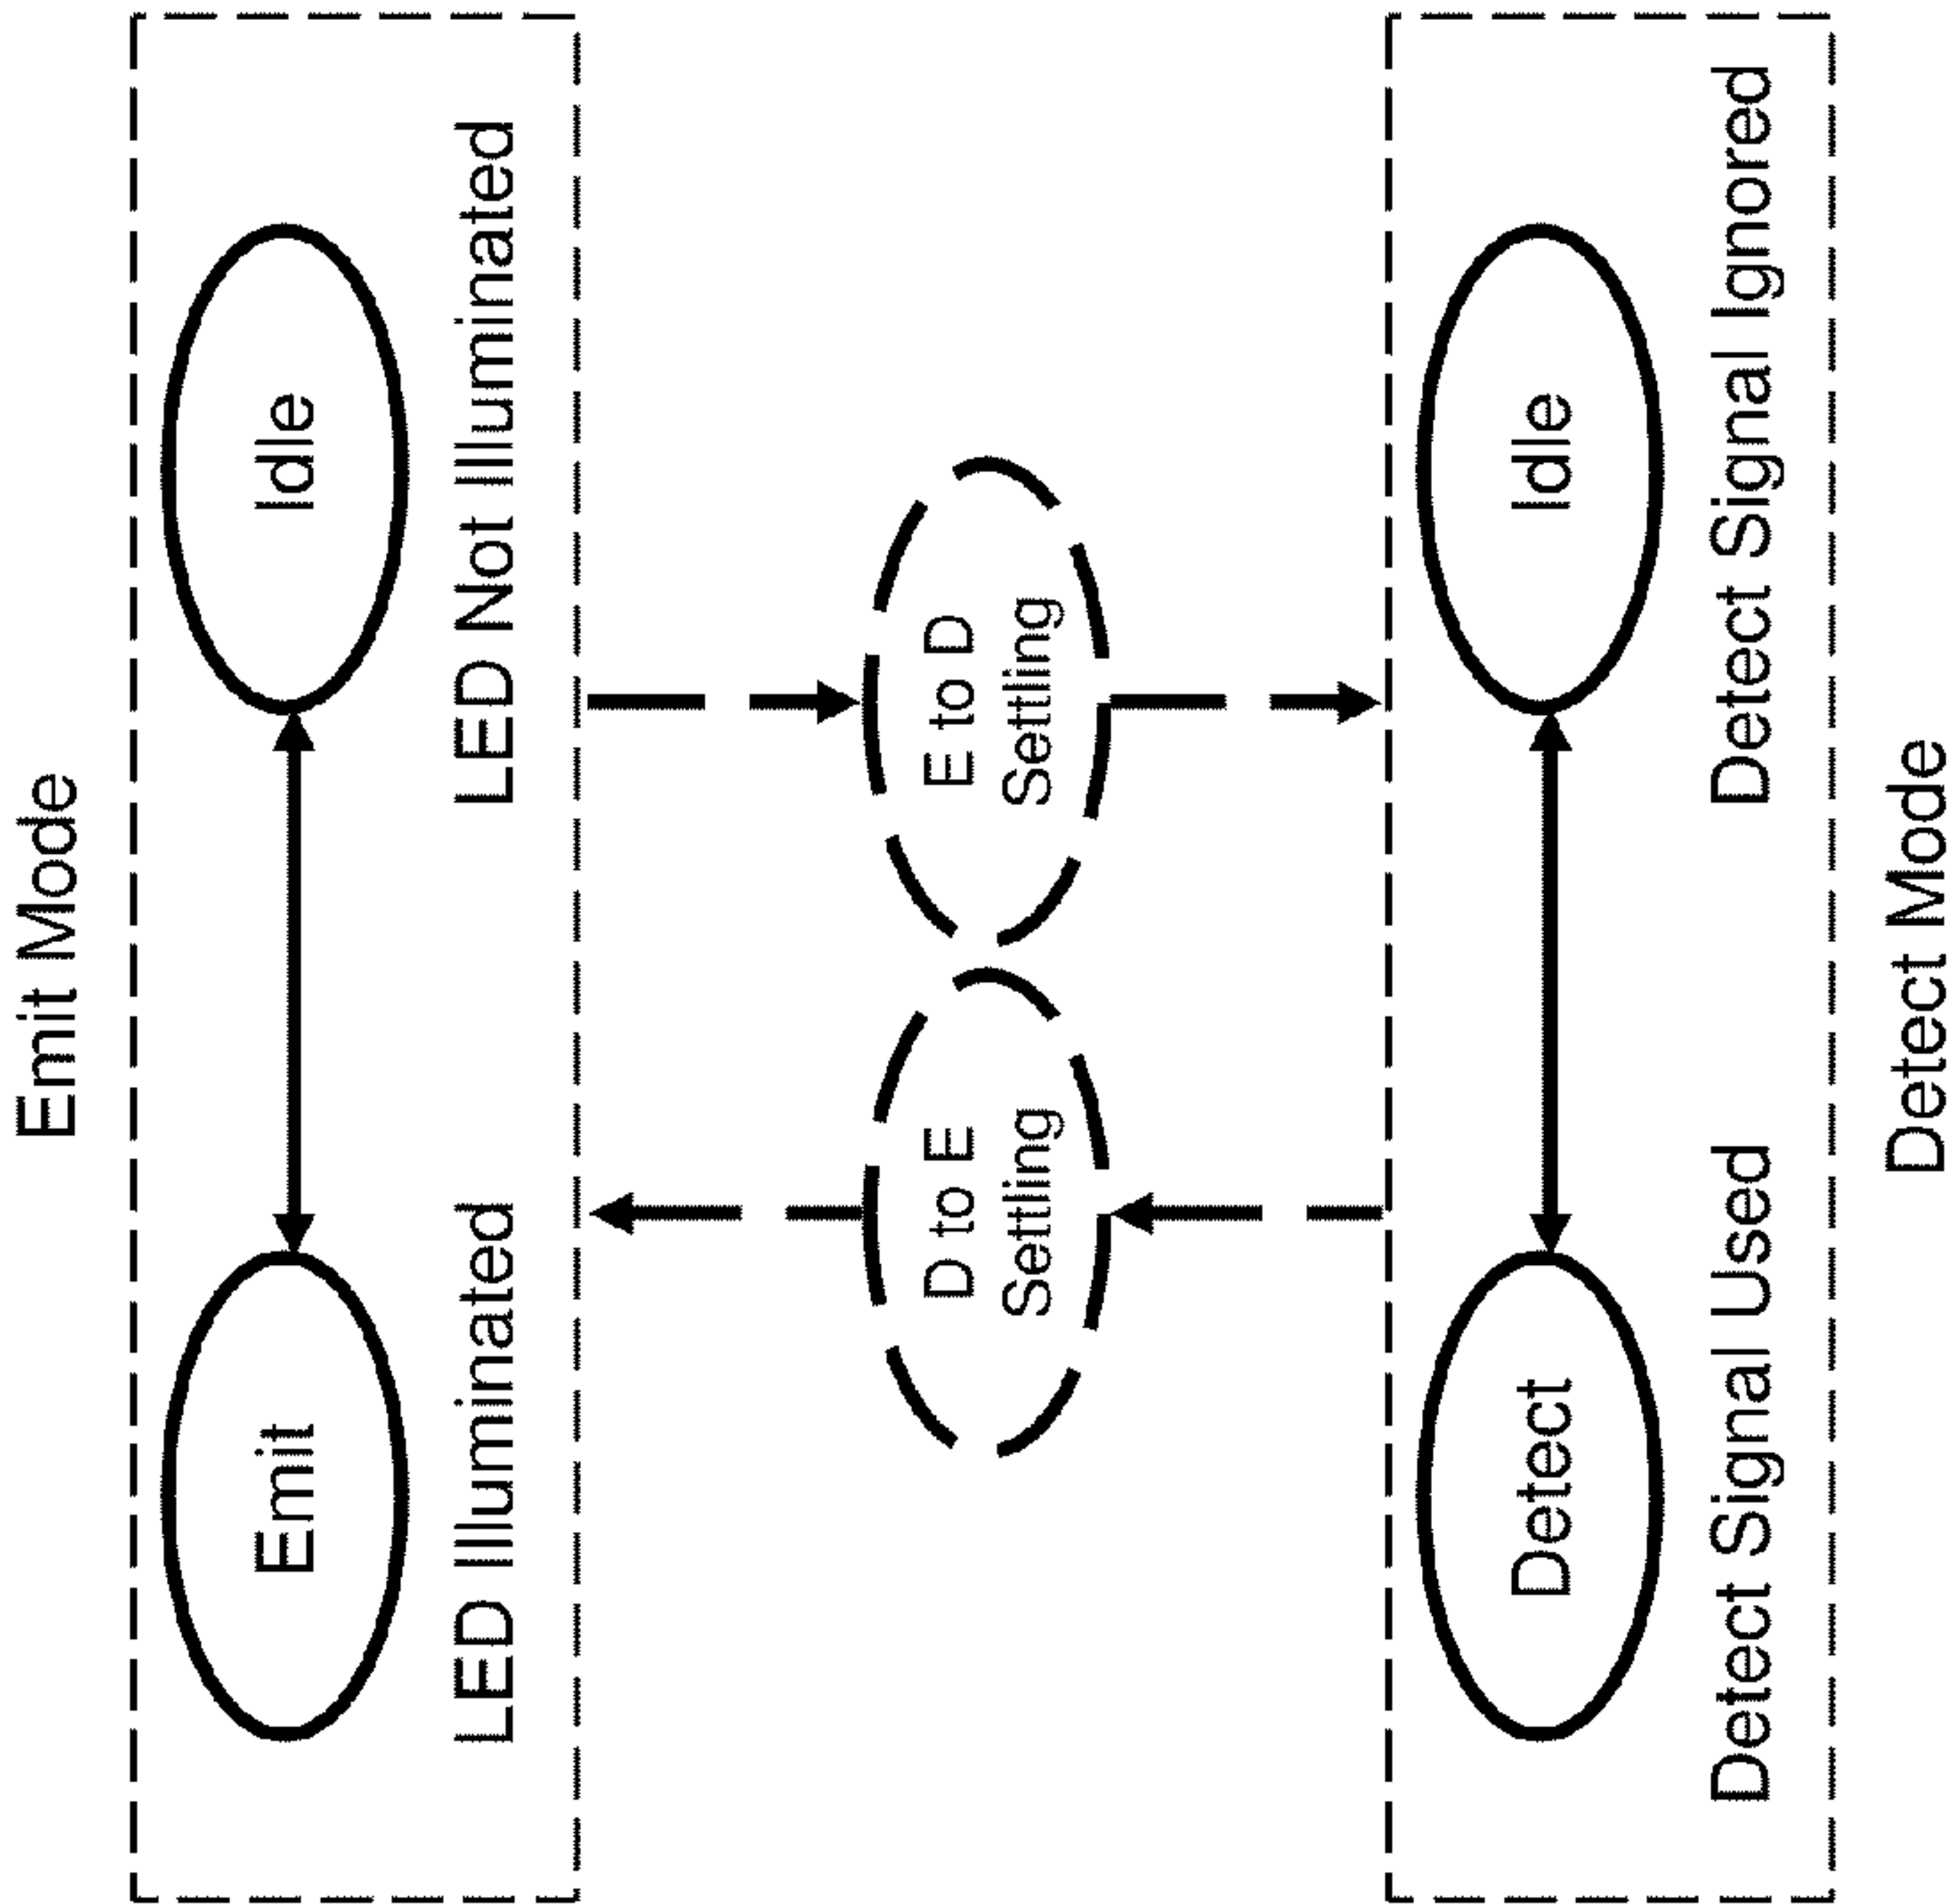 Emit Mode
Emit
Idle
LED Illuminated
LED Not Illuminated
D to E
Settling
E to D
Settling
Detect
Idle
Detect Signal Used
Detect Signal Ignored
Detect Mode